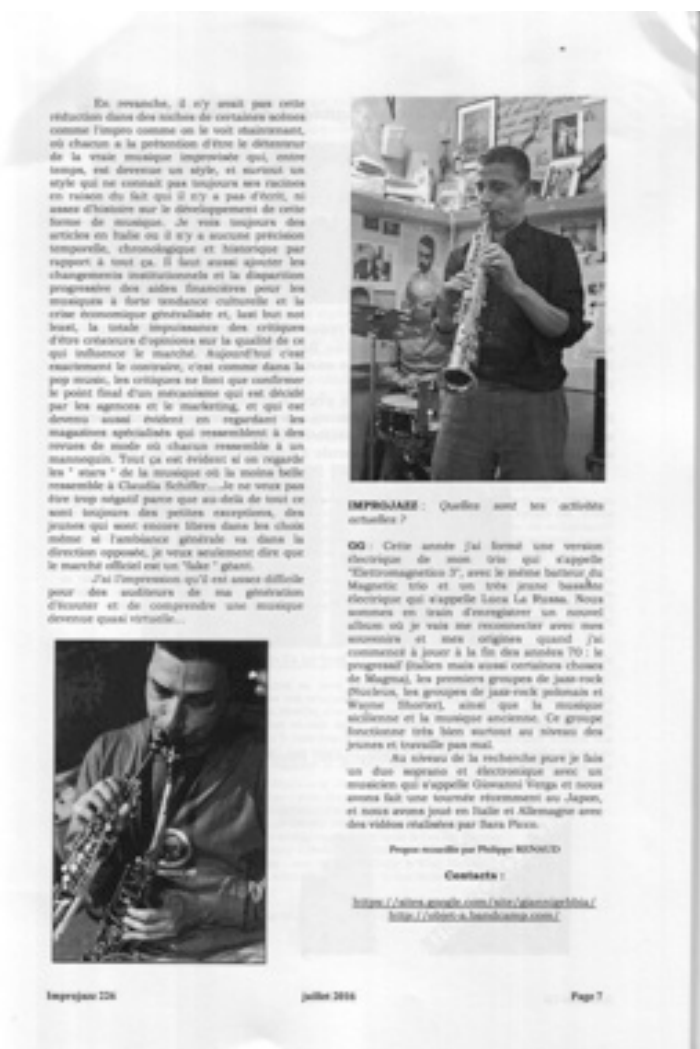 En revanche, il n'y avait pas cette
réduction dans des niches de certaines scènes
comme l'impro comme on le voit maintenant,
où chacun a la prétention d'être le détenteur
de la vraie musique improvisée qui, entre
temps, est devenue un style, et surtout un
style qui ne connait pas toujours ses racines
en raison du fait qui il n'y a pas d'écrit, ni
assez d'histoire sur le développement de cette
forme de musique. Je vois toujours des
articles en Italie ou il n'y a aucune précision
temporelle, chronologique et historique par
rapport à tout ça. Il faut aussi ajouter les
changements institutionnels et la disparition
progressive des aides financières pour les
musiques à forte tendance culturelle et la
crise économique généralisée et, last but not
least, la totale impuissance des critiques
d'être créateurs d'opinions sur la qualité de ce
qui influence le marché. Aujourd'hui c'est
exactement le contraire, c'est comme dans la
pop music, les critiques ne font que confirmer
le point final d'un mécanisme qui est décidé
par les agences et le marketing, et qui est
devenu aussi évident en regardant les
magazines spécialisés qui ressemblent à des
revues de mode où chacun ressemble à un
mannequin. Tout ça est évident si on regarde
les " stars " de la musique où la moins belle
ressemble à Claudia Schiffer... Je ne veux pas
être trop négatif parce que au-delà de tout ce
sont toujours des petites exceptions, des
jeunes qui sont encore libres dans les choix
même si l'ambiance générale va dans la
direction opposée, je veux seulement dire que
le marché officiel est un "fake " géant.
J'ai l'impression qu'il est assez difficile
pour des auditeurs de ma génération
d'écouter et de comprendre une musique
devenue quasi virtuelle...
IMPROJAZZ : Quelles sont tes activités
actuelles ?
GG : Cette année j'ai formé une version
électrique de mon trio qui s'appelle
"Elettromagnetico 3", avec le même batteur du
Magnetic trio et un très jeune bassiste
électrique qui s'appelle Luca La Russa. Nous
sommes en train d'enregistrer un nouvel
album où je vais me reconnecter avec mes
souvenirs et mes origines quand j'ai
commencé à jouer à la fin des années 70 : le
progressif (italien mais aussi certaines choses
de Magma), les premiers groupes de jazz-rock
(Nucleus, les groupes de jazz-rock polonais et
Wayne Shorter), ainsi que la musique
sicilienne et la musique ancienne. Ce groupe
fonctionne très bien surtout au niveau des
jeunes et travaille pas mal.
Au niveau de la recherche pure je fais
un duo soprano et électronique avec un
musicien qui s'appelle Giovanni Verga et nous
avons fait une tournée récemment au Japon,
et nous avons joué en Italie et Allemagne avec
des vidéos réalisées par Sara Picco.
Propos recueillis par Philippe RENAUD
Contacts :
https://sites.google.com/site/giannigebbia/
http://objet-a.bandcamp.com/
Improjazz 226 juillet 2016 Page 7